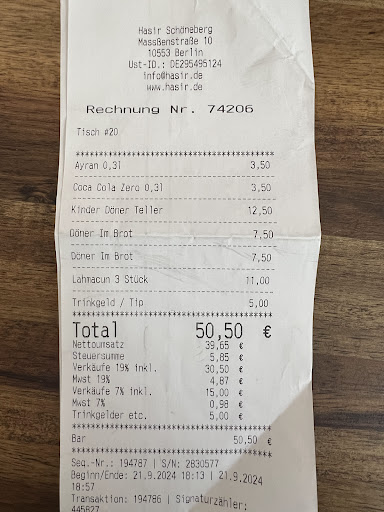 Hasir Schöneberg
Maasßenstraße 10
10553 Berlin
Ust-ID.: DE295495124
info@hasir.de
www.hasir.de
Rechnung Nr. 74206
Tisch #20
Ayran 0,3l 3,50
Coca Cola Zero 0,3l 3,50
Kinder Döner Teller 12,50
Döner Im Brot 7,50
Döner Im Brot 7,50
Lahmacun 3 Stück 11,00
Trinkgeld / Tip 5,00
Total 50,50 €
Nettoumsatz 39,65 €
Steuersumme 5,85 €
Verkäufe 19% inkl. 30,50 €
Mwst 19% 4,87 €
Verkäufe 7% inkl. 15,00 €
Mwst 7% 0,98 €
Trinkgelder etc. 5,00 €
Bar 50,50 €
Seq.-Nr.: 194787 | S/N: 2830577
Beginn/Ende: 21.9.2024 18:13 | 21.9.2024
18:57
Transaktion: 194786 | Signaturzähler:
445827